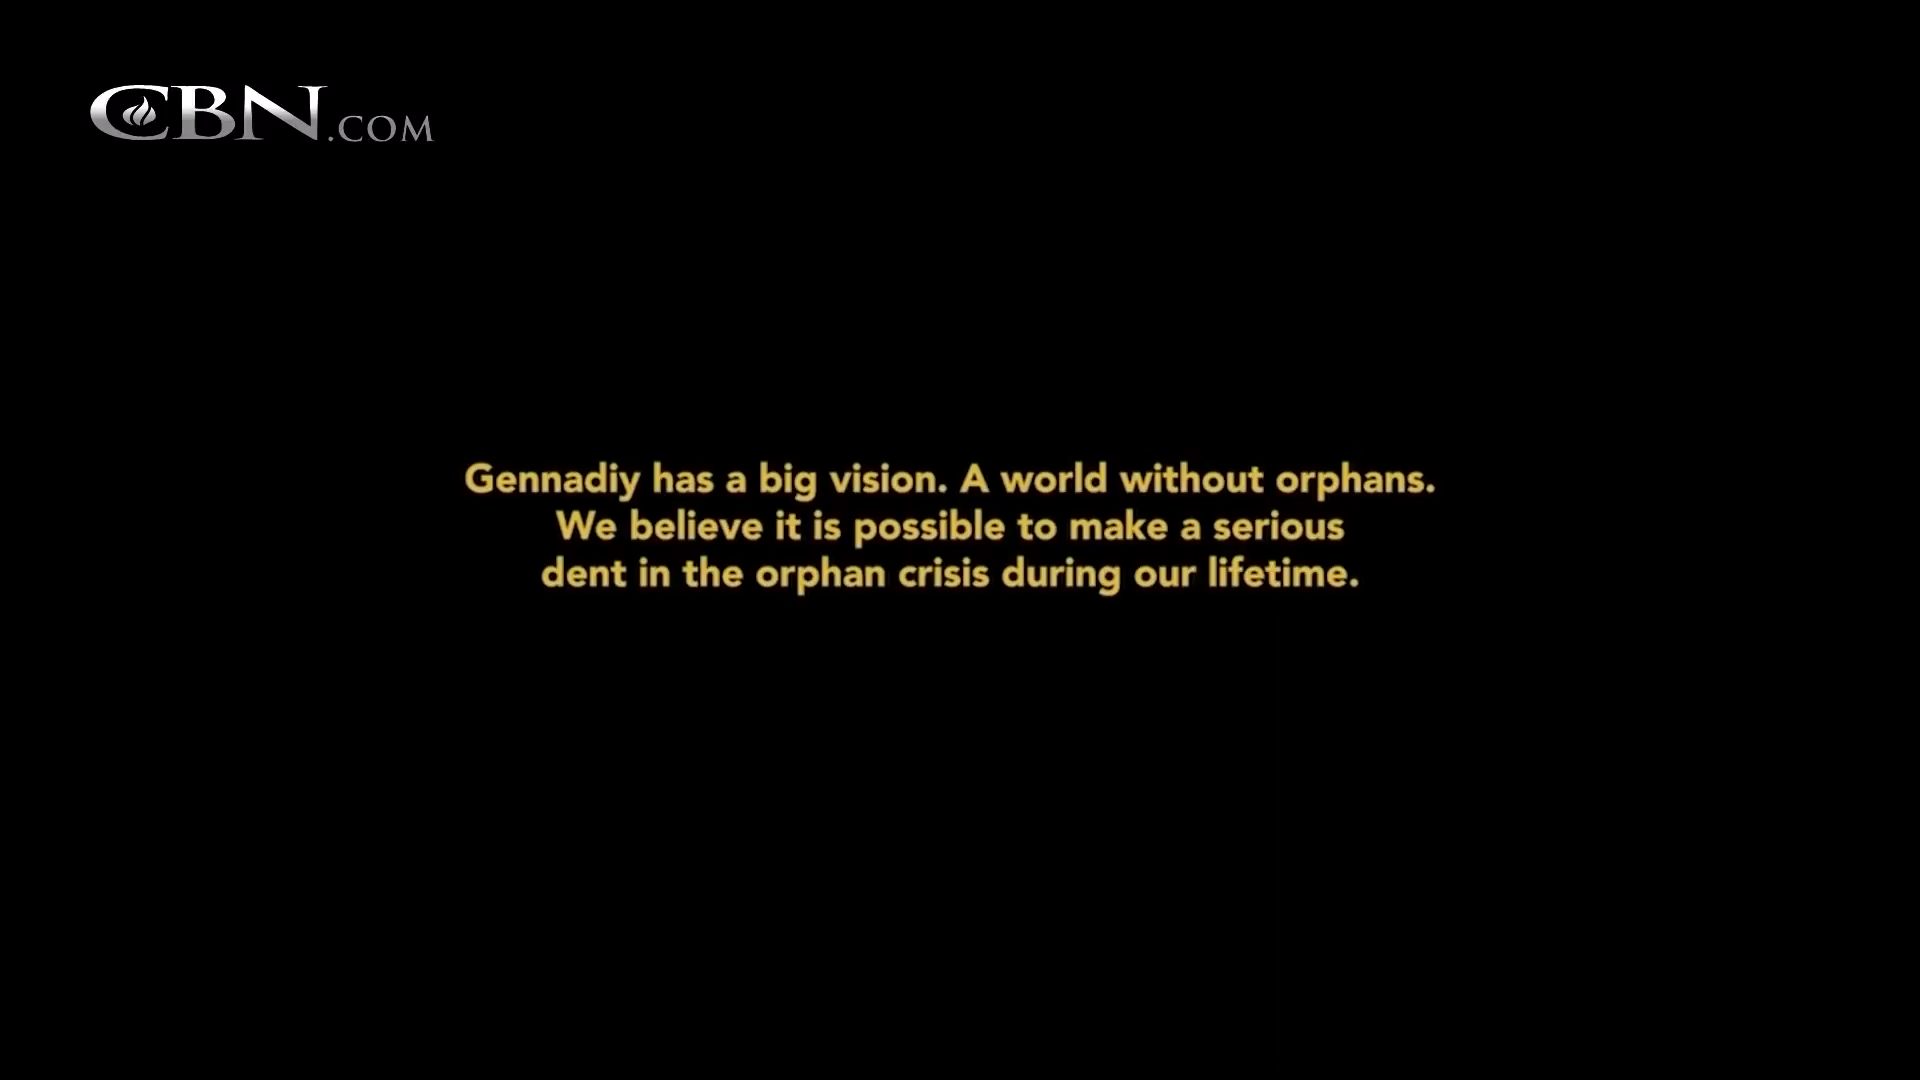 CBN.COM
Gennadiy has a big vision. A world without orphans.
We believe it is possible to make a serious
dent in the orphan crisis during our lifetime.